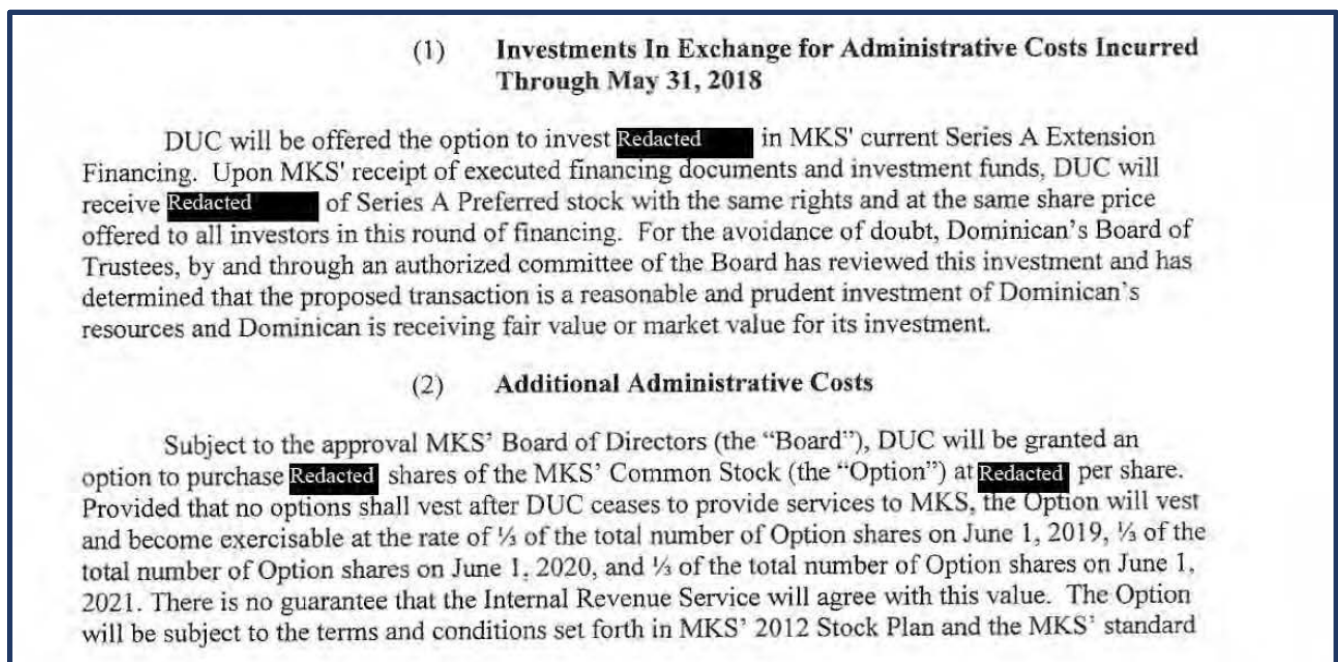 (1) Investments In Exchange for Administrative Costs Incurred
Through May 31, 2018
DUC will be offered the option to invest Redacted in MKS' current Series A Extension
Financing. Upon MKS' receipt of executed financing documents and investment funds, DUC will
receive Redacted of Series A Preferred stock with the same rights and at the same share price
offered to all investors in this round of financing. For the avoidance of doubt, Dominican's Board of
Trustees, by and through an authorized committee of the Board has reviewed this investment and has
determined that the proposed transaction is a reasonable and prudent investment of Dominican's
resources and Dominican is receiving fair value or market value for its investment.
(2) Additional Administrative Costs
Subject to the approval MKS' Board of Directors (the “Board”), DUC will be granted an
option to purchase Redacted shares of the MKS' Common Stock (the “Option”) at Redacted per share.
Provided that no options shall vest after DUC ceases to provide services to MKS, the Option will vest
and become exercisable at the rate of ⅓ of the total number of Option shares on June 1, 2019, ⅓ of the
total number of Option shares on June 1, 2020, and ⅓ of the total number of Option shares on June 1,
2021. There is no guarantee that the Internal Revenue Service will agree with this value. The Option
will be subject to the terms and conditions set forth in MKS' 2012 Stock Plan and the MKS' standard